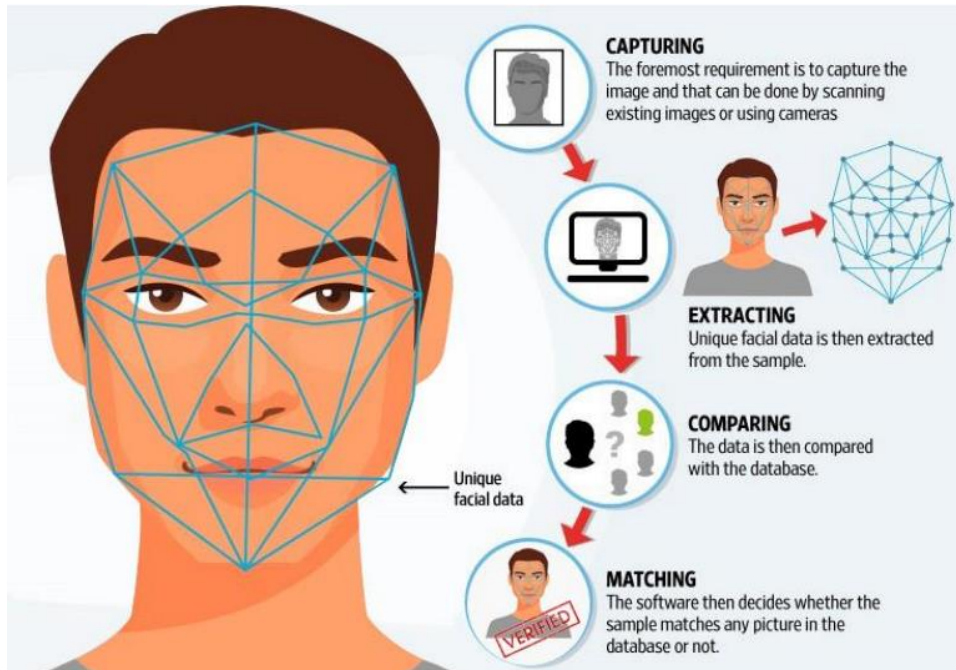 CAPTURING
The foremost requirement is to capture the
image and that can be done by scanning
existing images or using cameras
EXTRACTING
Unique facial data is then extracted
from the sample.
COMPARING
The data is then compared
with the database.
?
Unique
facial data
MATCHING
The software then decides whether the
sample matches any picture in the
database or not.
VERIFIED